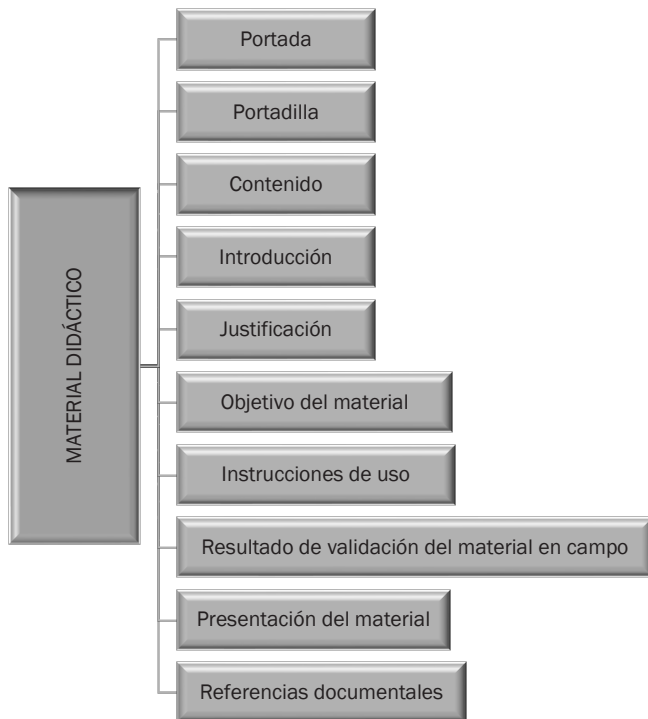 MATERIAL DIDÁCTICO
Portada
Portadilla
Contenido
Introducción
Justificación
Objetivo del material
Instrucciones de uso
Resultado de validación del material en campo
Presentación del material
Referencias documentales